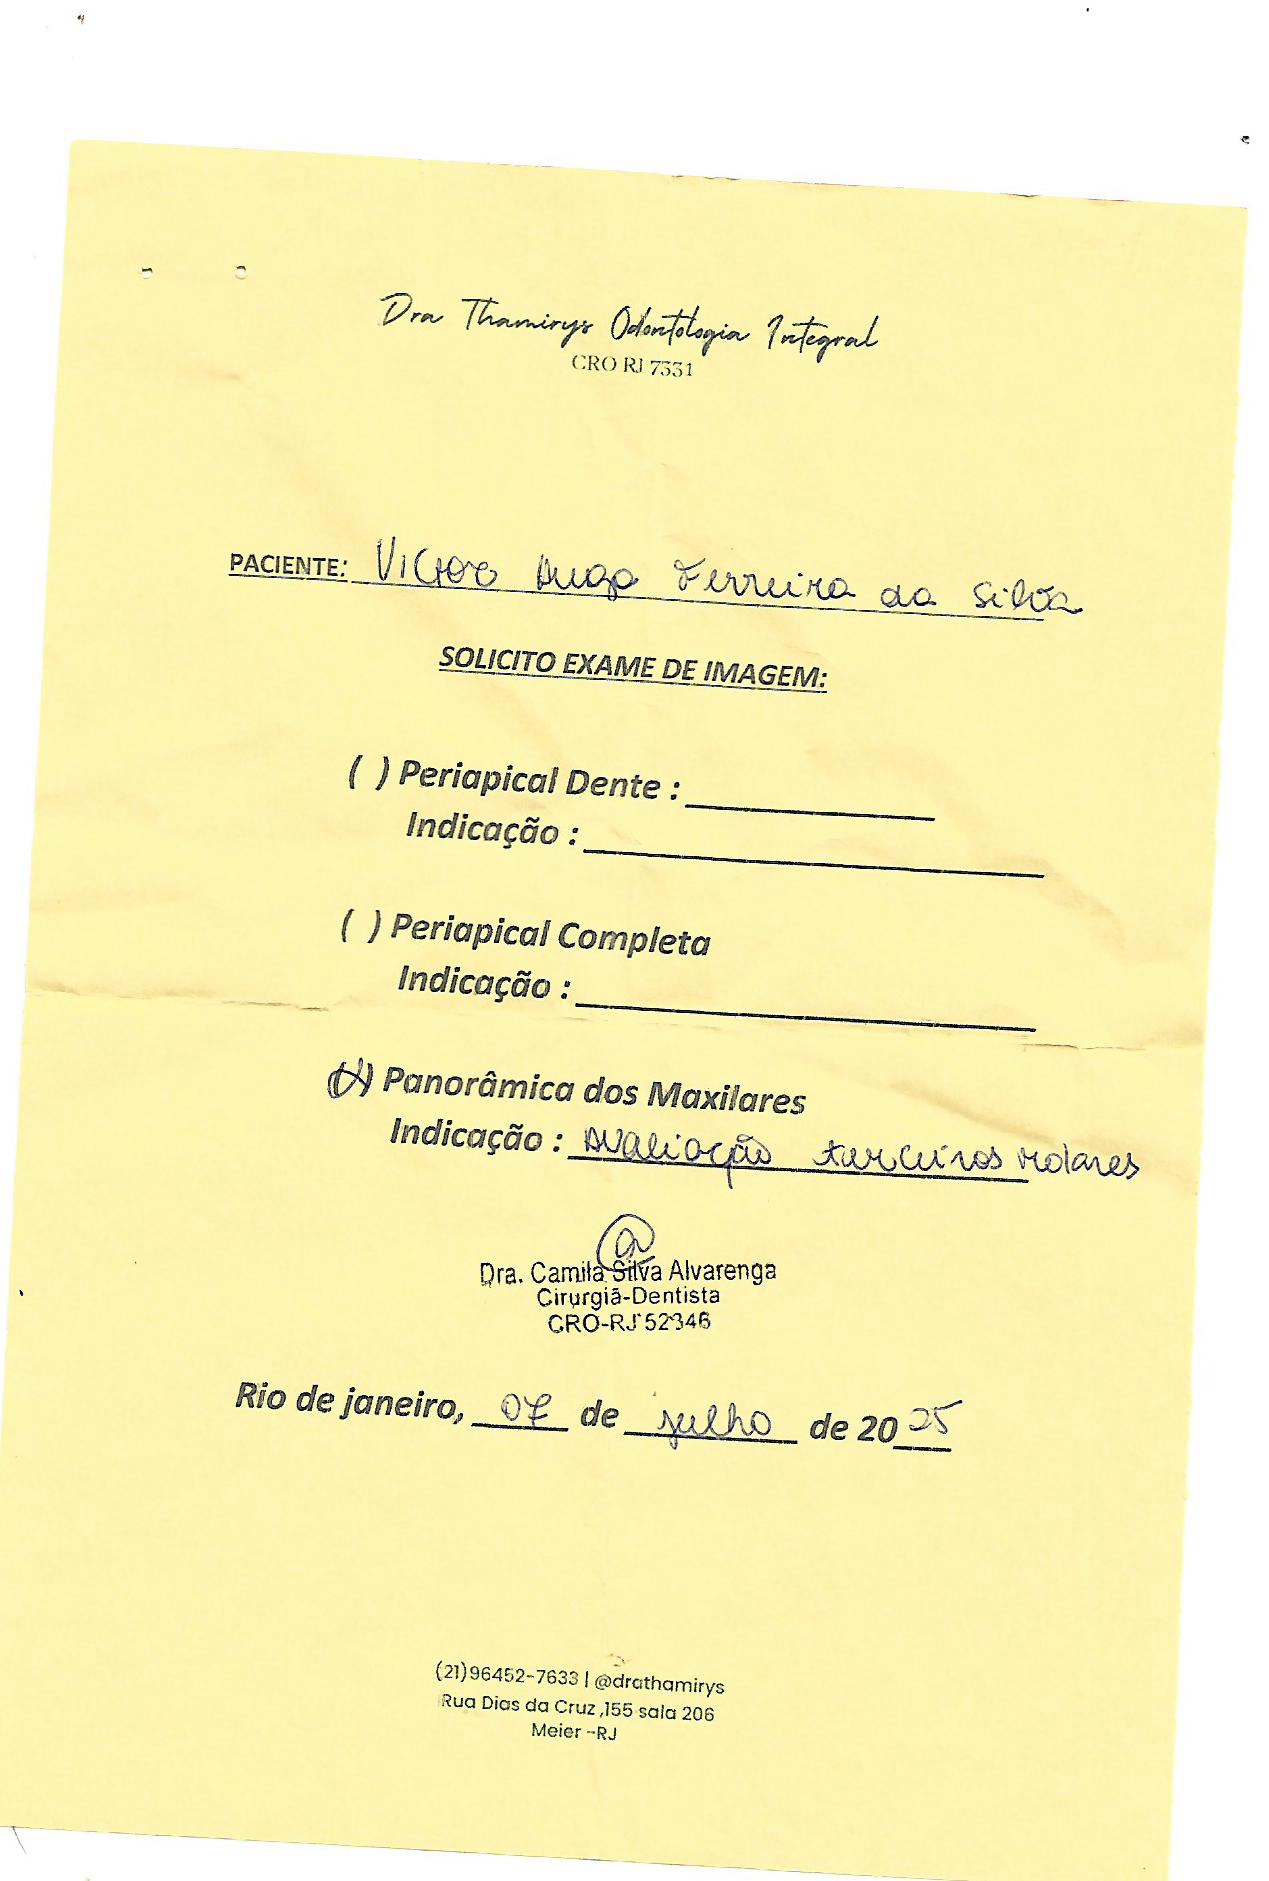 Dra Thamirys Odontologia Integral
CRO RJ 7331
PACIENTE: Victor Hugo Ferreira da Silva
SOLICITO EXAME DE IMAGEM:
( ) Periapical Dente : ____________
Indicação : ____________
( ) Periapical Completa
Indicação : ____________
(X) Panorâmica dos Maxilares
Indicação : Avaliação terceiros molares
Dra. Camila Silva Alvarenga
Cirurgiã-Dentista
CRO-RJ 52346
Rio de janeiro, 07 de julho de 2025
(21)96452-7633 | @drathamirys
Rua Dias da Cruz ,155 sala 206
Meier -RJ